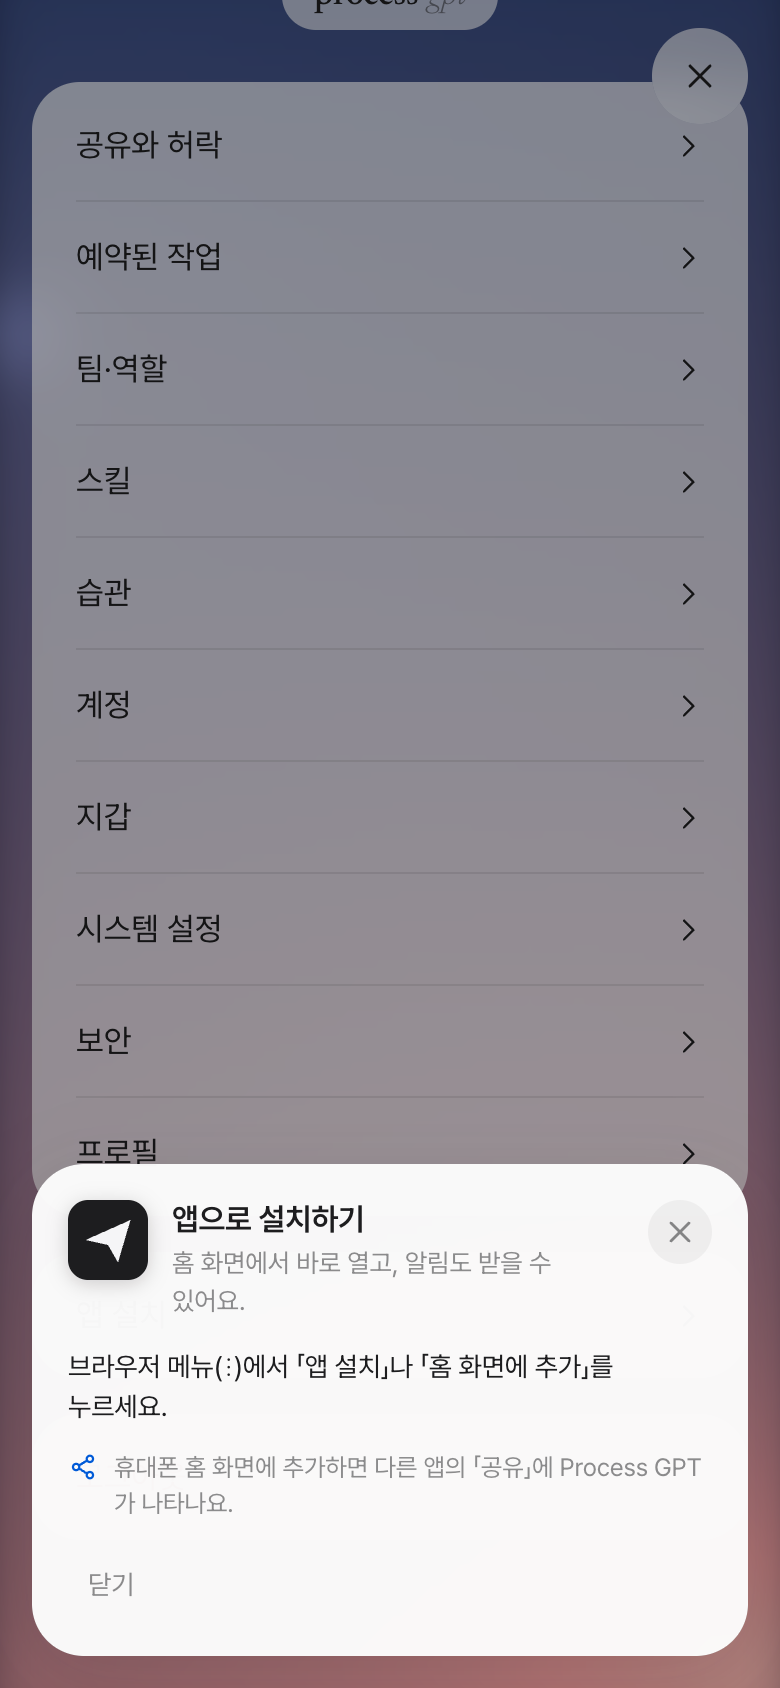 process gpt
공유와 허락
예약된 작업
팀·역할
스킬
습관
계정
지갑
시스템 설정
보안
프로필
앱으로 설치하기
홈 화면에서 바로 열고, 알림도 받을 수
있어요.
앱 설치
브라우저 메뉴(⋮)에서 「앱 설치」나 「홈 화면에 추가」를
누르세요.
휴대폰 홈 화면에 추가하면 다른 앱의 「공유」에 Process GPT
가 나타나요.
닫기